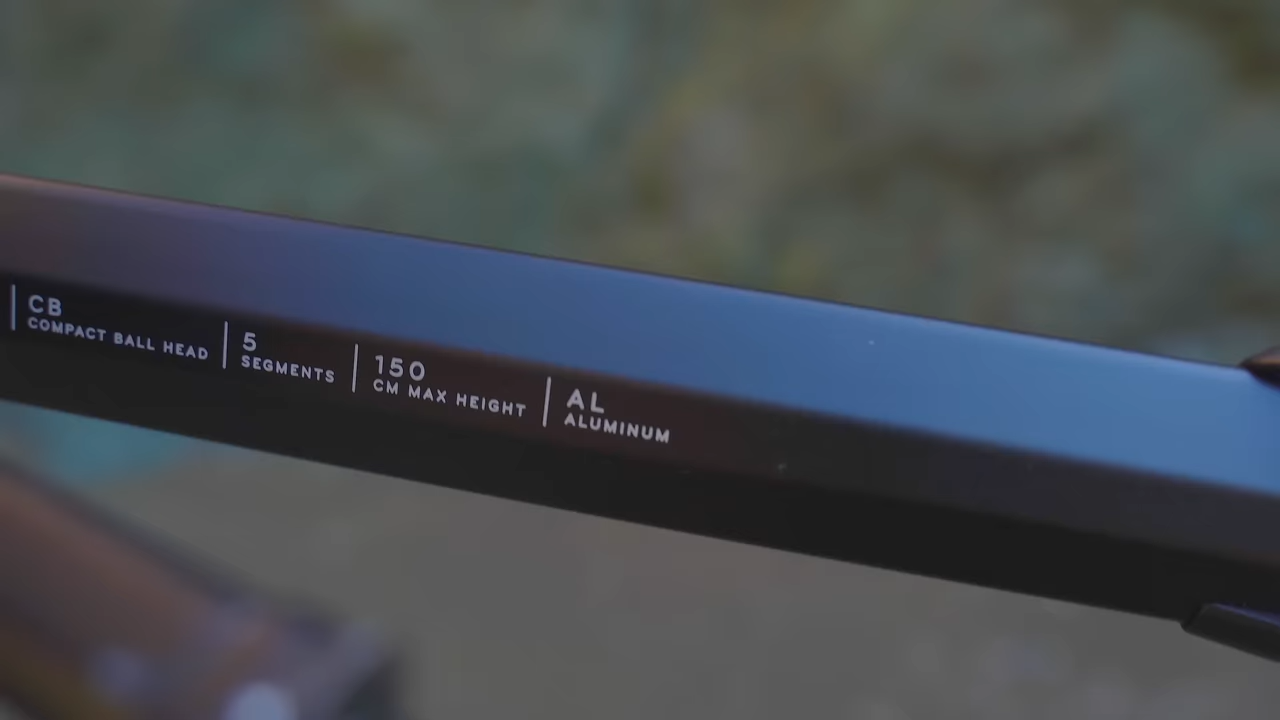 CB
COMPACT BALL HEAD
5
SEGMENTS
150
CM MAX HEIGHT
AL
ALUMINUM